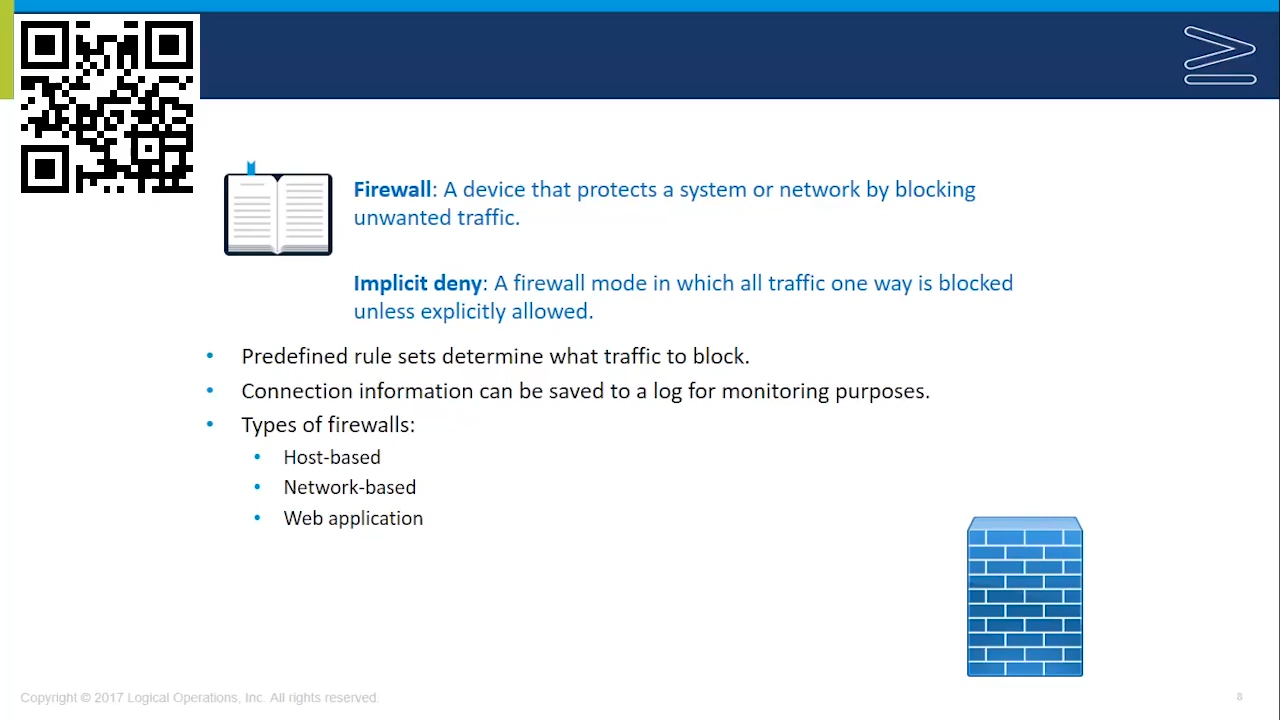 Firewall: A device that protects a system or network by blocking
unwanted traffic.
Implicit deny: A firewall mode in which all traffic one way is blocked
unless explicitly allowed.
• Predefined rule sets determine what traffic to block.
• Connection information can be saved to a log for monitoring purposes.
• Types of firewalls:
• Host-based
• Network-based
• Web application
Copyright © 2017 Logical Operations, Inc. All rights reserved.
8